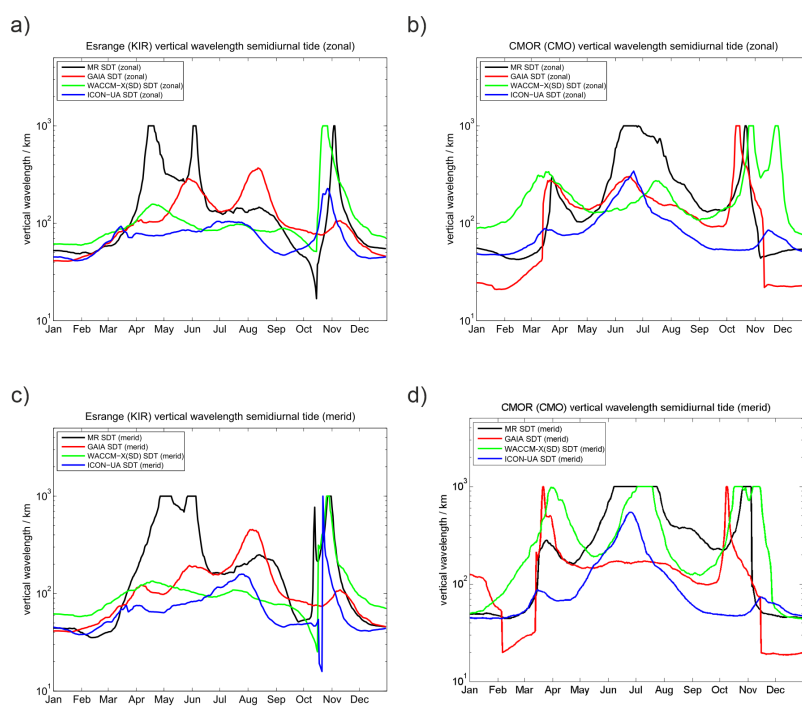 a)
Esrange (KIR) vertical wavelength semidiurnal tide (zonal)
MR SDT (zonal)
GAIA SDT (zonal)
WACCM-X(SD) SDT (zonal)
ICON-UA SDT (zonal)
vertical wavelength / km
10³
10²
10¹
Jan Feb Mar Apr May Jun Jul Aug Sep Oct Nov Dec
b)
CMOR (CMO) vertical wavelength semidiurnal tide (zonal)
MR SDT (zonal)
GAIA SDT (zonal)
WACCM-X(SD) SDT (zonal)
ICON-UA SDT (zonal)
vertical wavelength / km
10³
10²
10¹
Jan Feb Mar Apr May Jun Jul Aug Sep Oct Nov Dec
c)
Esrange (KIR) vertical wavelength semidiurnal tide (merid)
MR SDT (merid)
GAIA SDT (merid)
WACCM-X(SD) SDT (merid)
ICON-UA SDT (merid)
vertical wavelength / km
10³
10²
10¹
Jan Feb Mar Apr May Jun Jul Aug Sep Oct Nov Dec
d)
CMOR (CMO) vertical wavelength semidiurnal tide (merid)
MR SDT (merid)
GAIA SDT (merid)
WACCM-X(SD) SDT (merid)
ICON-UA SDT (merid)
vertical wavelength / km
10³
10²
10¹
Jan Feb Mar Apr May Jun Jul Aug Sep Oct Nov Dec